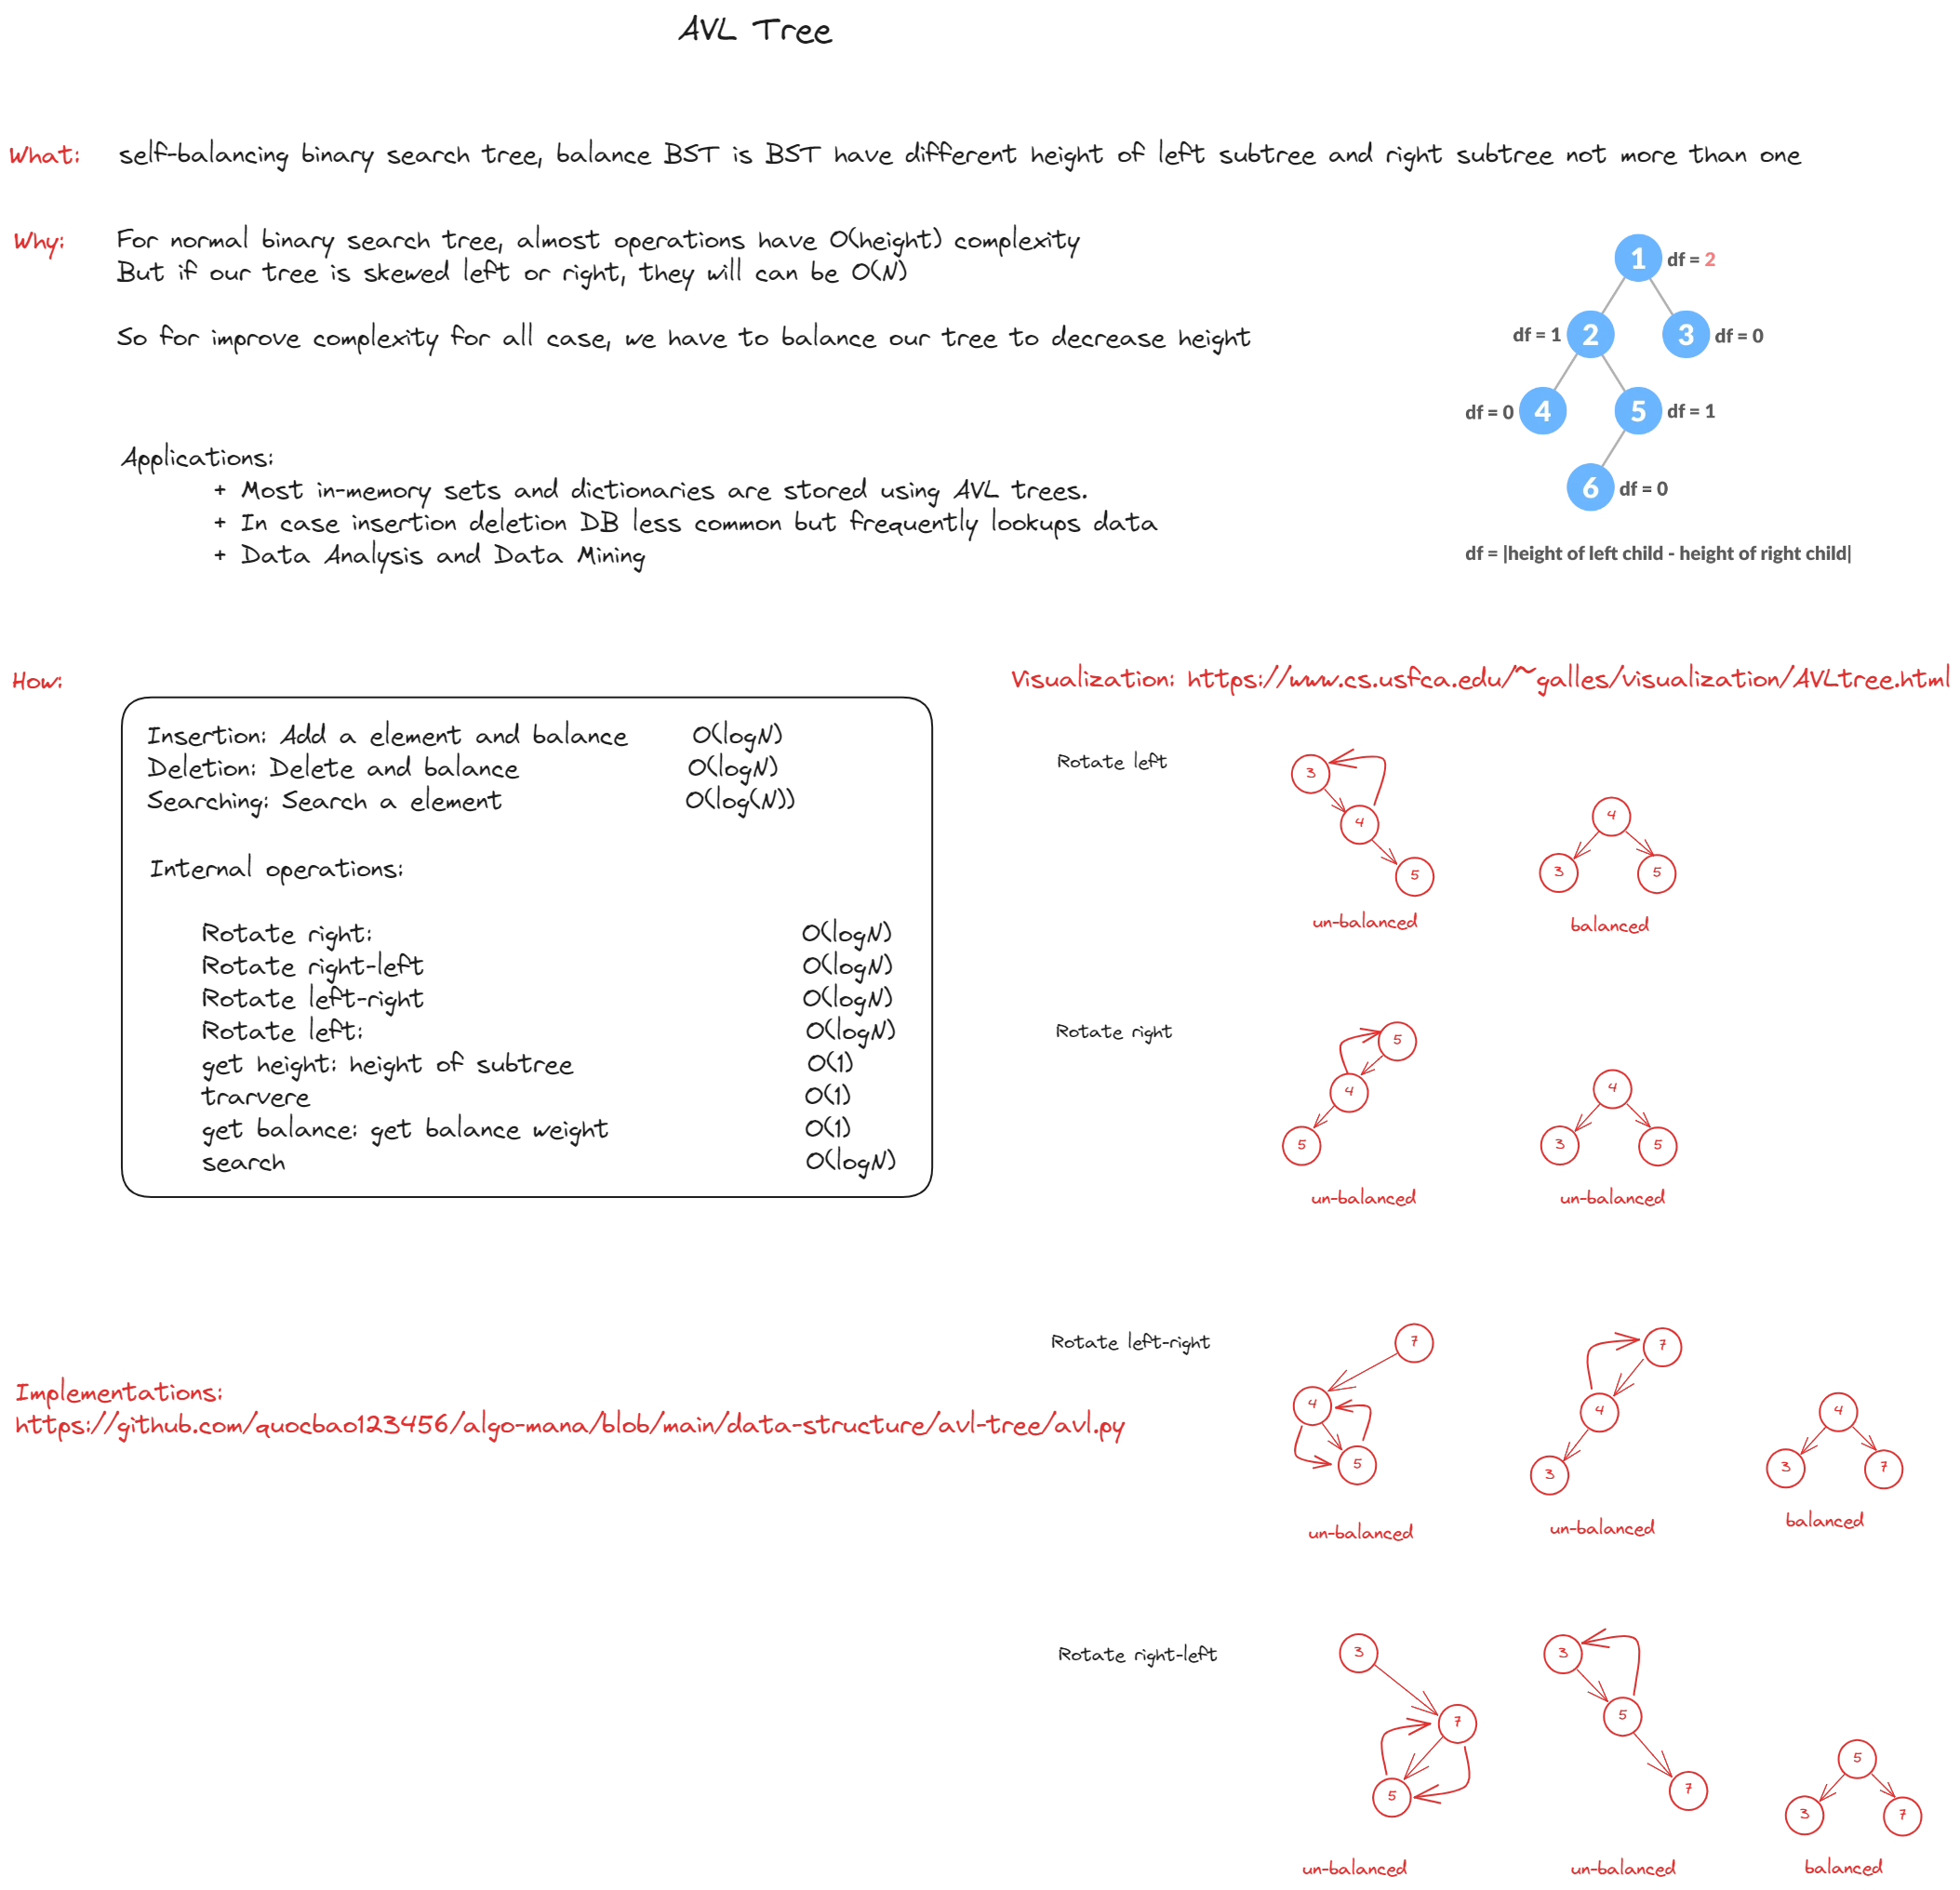 AVL Tree
What: self-balancing binary search tree, balance BST is BST have different height of left subtree and right subtree not more than one
Why: For normal binary search tree, almost operations have O(height) complexity
But if our tree is skewed left or right, they will can be O(N)
So for improve complexity for all case, we have to balance our tree to decrease height
Applications:
+ Most in-memory sets and dictionaries are stored using AVL trees.
+ In case insertion deletion DB less common but frequently lookups data
+ Data Analysis and Data Mining
1 df = 2
df = 1 2 3 df = 0
df = 0 4 5 df = 1
6 df = 0
df = |height of left child - height of right child|
How:
Insertion: Add a element and balance O(logN)
Deletion: Delete and balance O(logN)
Searching: Search a element O(log(N))
Internal operations:
Rotate right: O(logN)
Rotate right-left O(logN)
Rotate left-right O(logN)
Rotate left: O(logN)
get height: height of subtree O(1)
trarvere O(1)
get balance: get balance weight O(1)
search O(logN)
Visualization: https://www.cs.usfca.edu/~galles/visualization/AVLtree.html
Rotate left
3
4
5
un-balanced
4
3 5
balanced
Rotate right
5
4
5
un-balanced
4
3 5
un-balanced
Implementations:
https://github.com/quocbao123456/algo-mana/blob/main/data-structure/avl-tree/avl.py
Rotate left-right
7
4
5
un-balanced
7
4
3
un-balanced
4
3 7
balanced
Rotate right-left
3
7
5
un-balanced
3
5
7
un-balanced
5
3 7
balanced